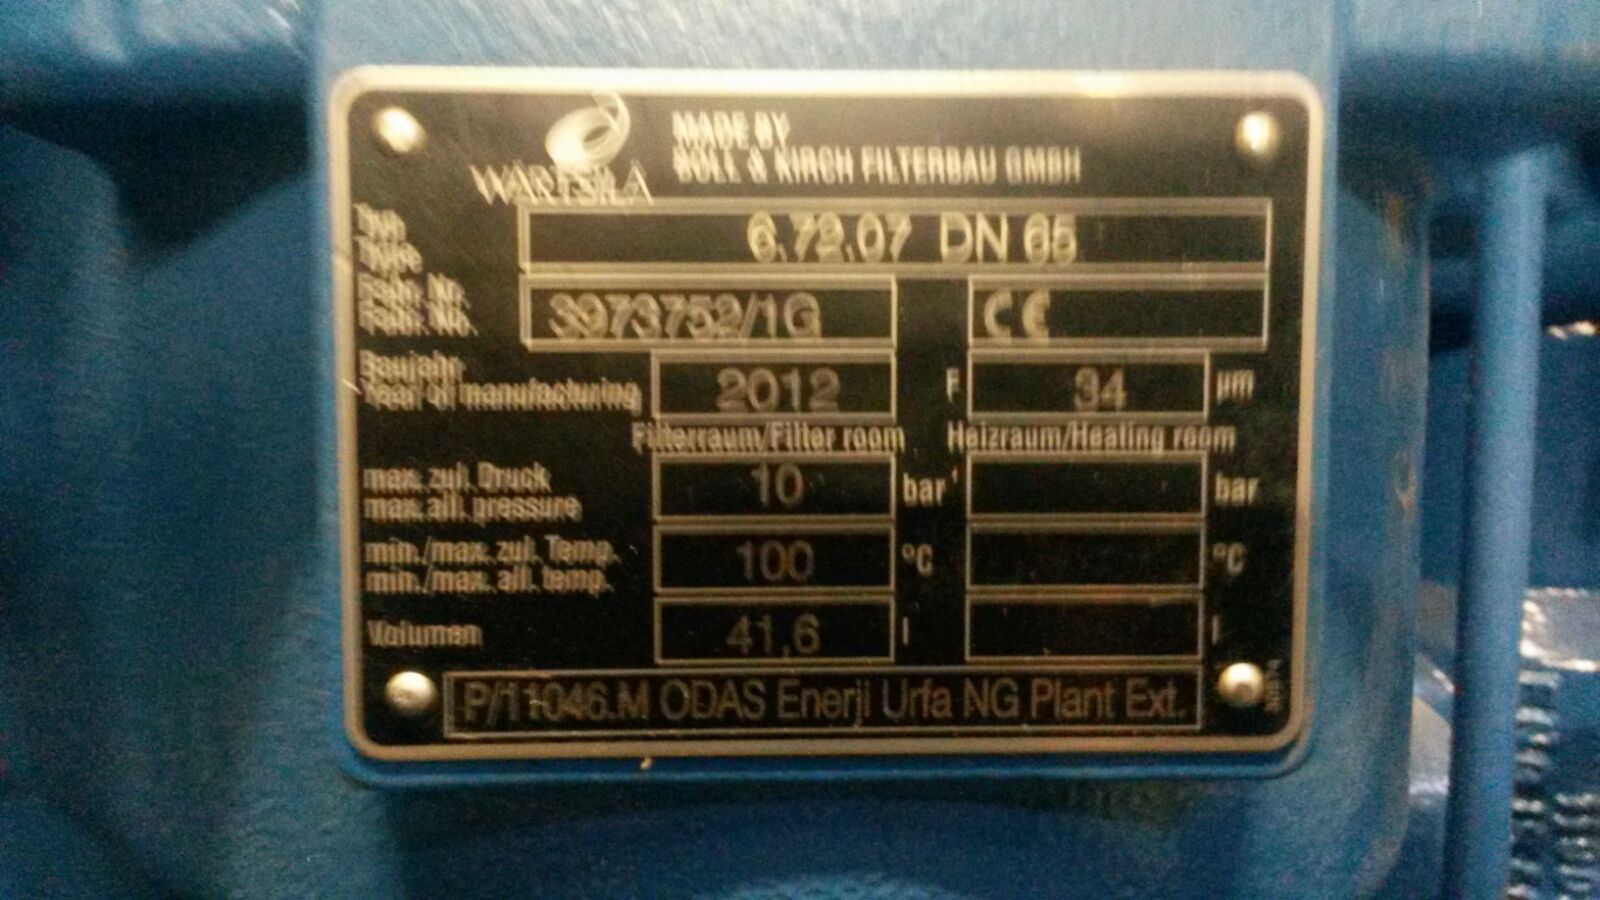 WÄRTSILÄ
MADE BY
BOLL & KIRCH FILTERBAU GMBH
Typ
Type
6.72.07 DN 65
Fabr. Nr.
Fabr. No.
3973752/1G
CE
Baujahr
Year of manufacturing
2012
F 34 µm
Filterraum/Filter room Heizraum/Heating room
max. zul. Druck
max. all. pressure
10 bar bar
min./max. zul. Temp.
min./max. all. temp.
100 °C °C
Volumen 41,6 l l
P/11046.M ODAS Enerji Urfa NG Plant Ext.